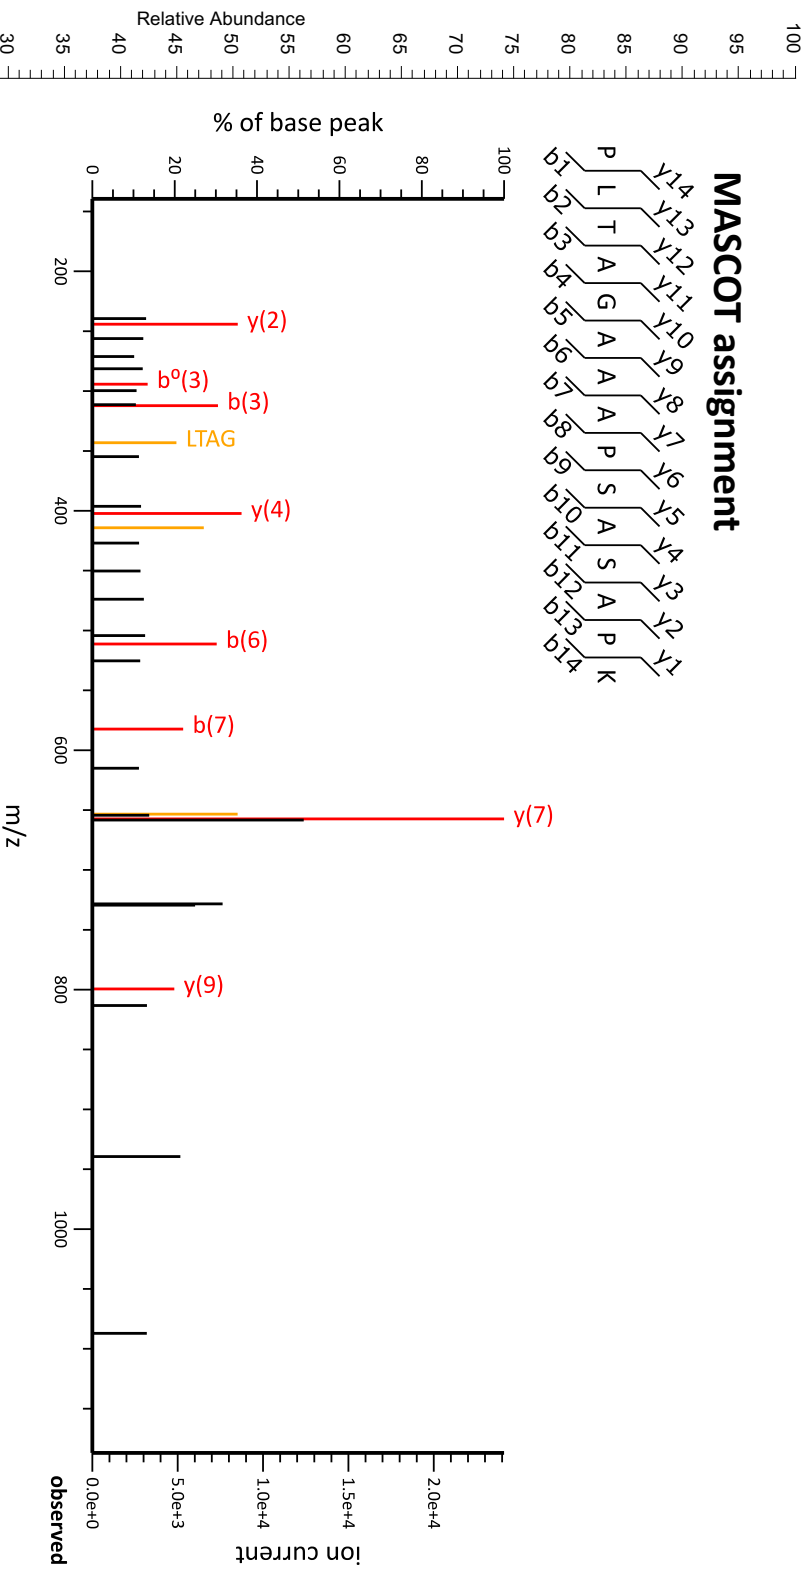 MASCOT assignment
y14 y13 y12 y11 y10 y9 y8 y7 y6 y5 y4 y3 y2 y1
P L T A G A A A P S A S A P K
b1 b2 b3 b4 b5 b6 b7 b8 b9 b10 b11 b12 b13 b14
y(7)
y(2)
b⁰(3)
b(3)
LTAG
y(4)
b(6)
b(7)
y(9)
% of base peak
0 20 40 60 80 100
200 400 600 800 1000
m/z
ion current
0.0e+0 5.0e+3 1.0e+4 1.5e+4 2.0e+4
observed
Relative Abundance
30 35 40 45 50 55 60 65 70 75 80 85 90 95 100